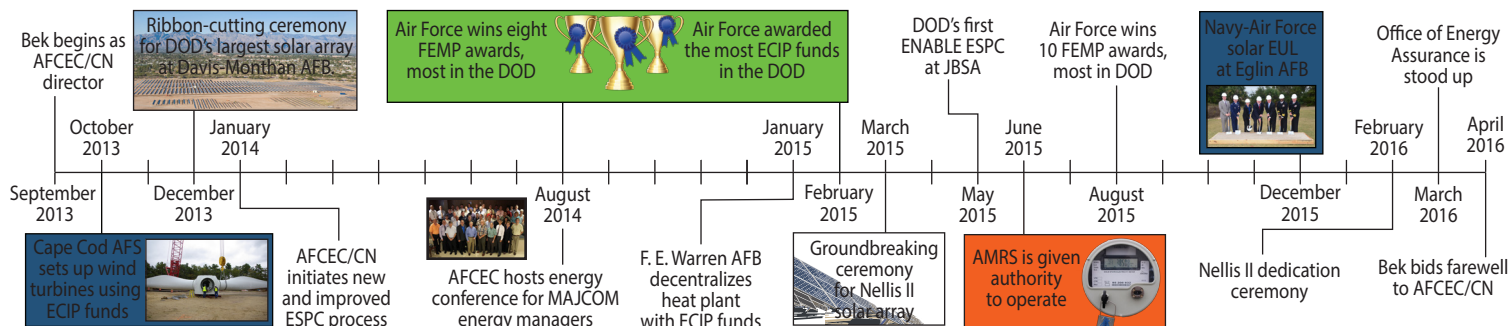 Bek begins as
AFCEC/CN
director
Ribbon-cutting ceremony
for DOD's largest solar array
at Davis-Monthan AFB.
Air Force wins eight
FEMP awards,
most in the DOD
Air Force awarded
the most ECIP funds
in the DOD
DOD's first
ENABLE ESPC
at JBSA
Air Force wins
10 FEMP awards,
most in DOD
Navy-Air Force
solar EUL
at Eglin AFB
Office of Energy
Assurance is
stood up
October
2013
January
2014
January
2015
March
2015
June
2015
February
2016
April
2016
September
2013
December
2013
August
2014
February
2015
May
2015
August
2015
December
2015
March
2016
Cape Cod AFS
sets up wind
turbines using
ECIP funds
AFCEC/CN
initiates new
and improved
ESPC process
AFCEC hosts energy
conference for MAJCOM
energy managers
F. E. Warren AFB
decentralizes
heat plant
with ECIP funds
Groundbreaking
ceremony
for Nellis II
solar array
AMRS is given
authority
to operate
Nellis II dedication
ceremony
Bek bids farewell
to AFCEC/CN